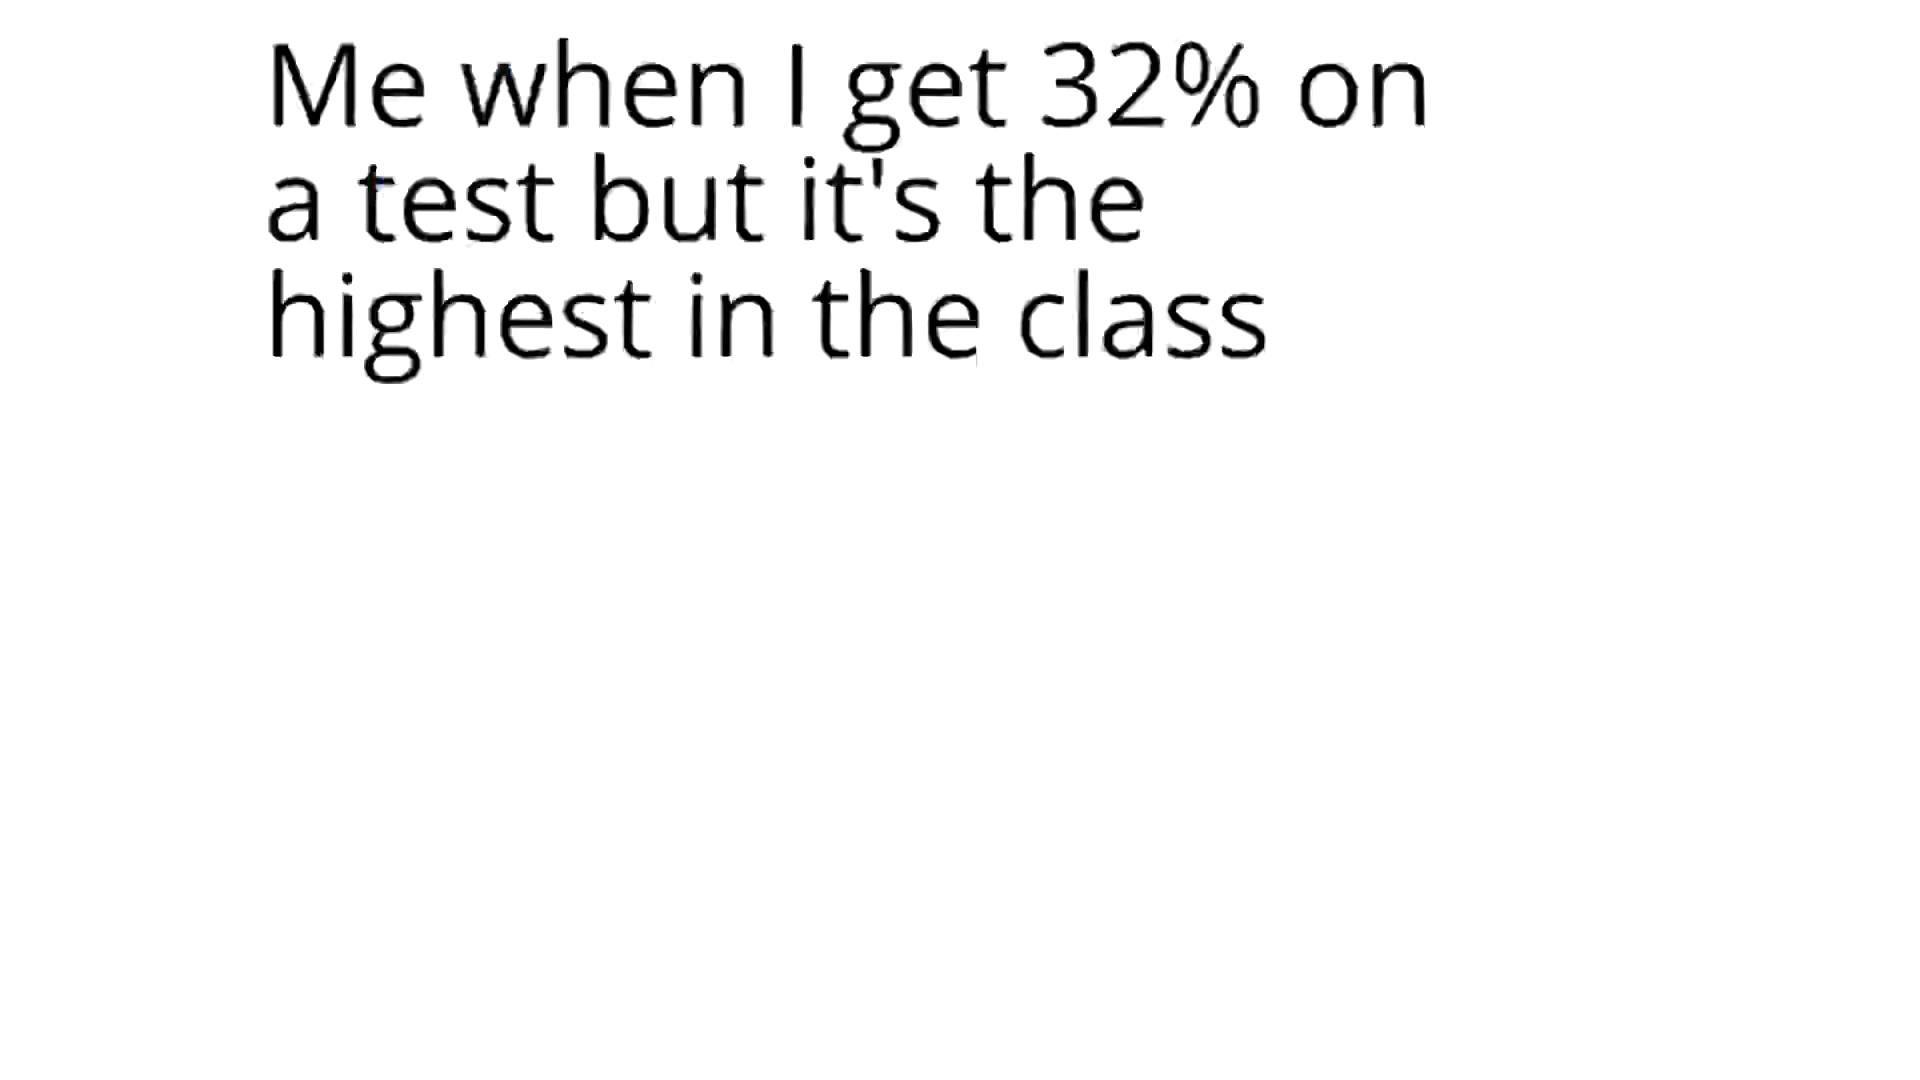 Me when I get 32% on
a test but it's the
highest in the class